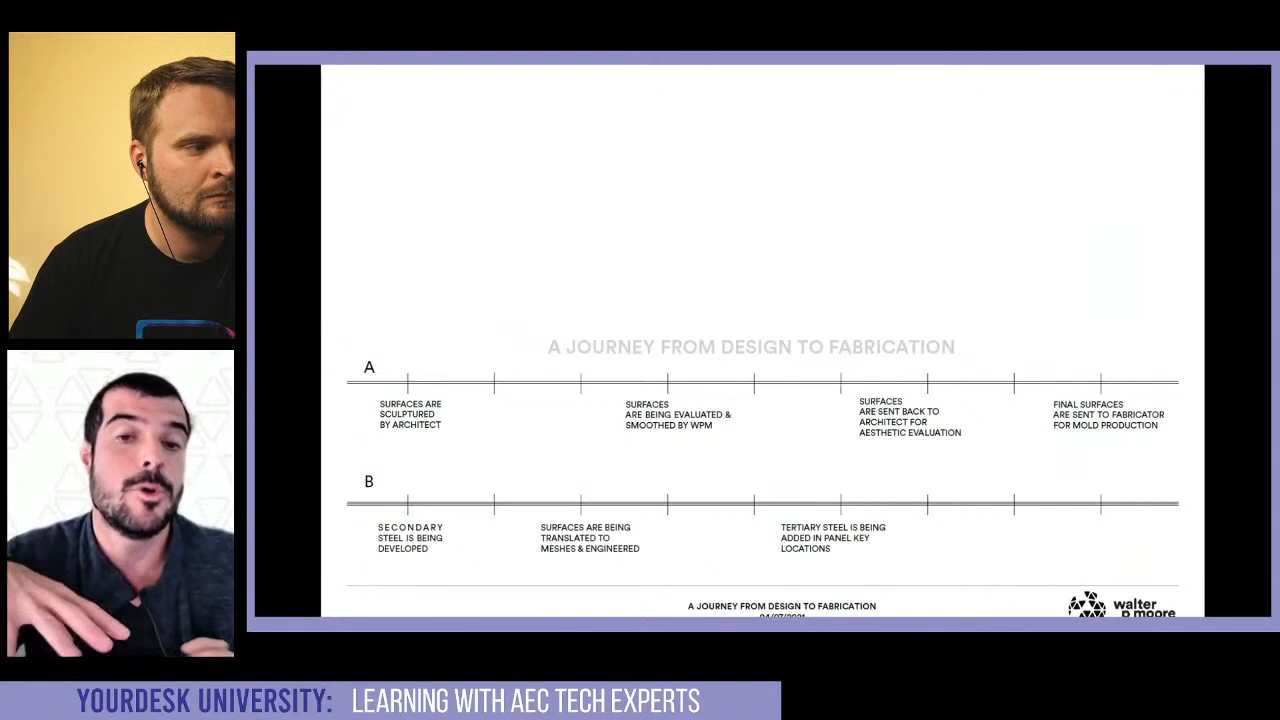 A JOURNEY FROM DESIGN TO FABRICATION
A
SURFACES ARE
SCULPTURED
BY ARCHITECT
SURFACES
ARE BEING EVALUATED &
SMOOTHED BY WPM
SURFACES
ARE SENT BACK TO
ARCHITECT FOR
AESTHETIC EVALUATION
FINAL SURFACES
ARE SENT TO FABRICATOR
FOR MOLD PRODUCTION
B
SECONDARY
STEEL IS BEING
DEVELOPED
SURFACES ARE BEING
TRANSLATED TO
MESHES & ENGINEERED
TERTIARY STEEL IS BEING
ADDED IN PANEL KEY
LOCATIONS
A JOURNEY FROM DESIGN TO FABRICATION
walter
p moore
YOURDESK UNIVERSITY: LEARNING WITH AEC TECH EXPERTS